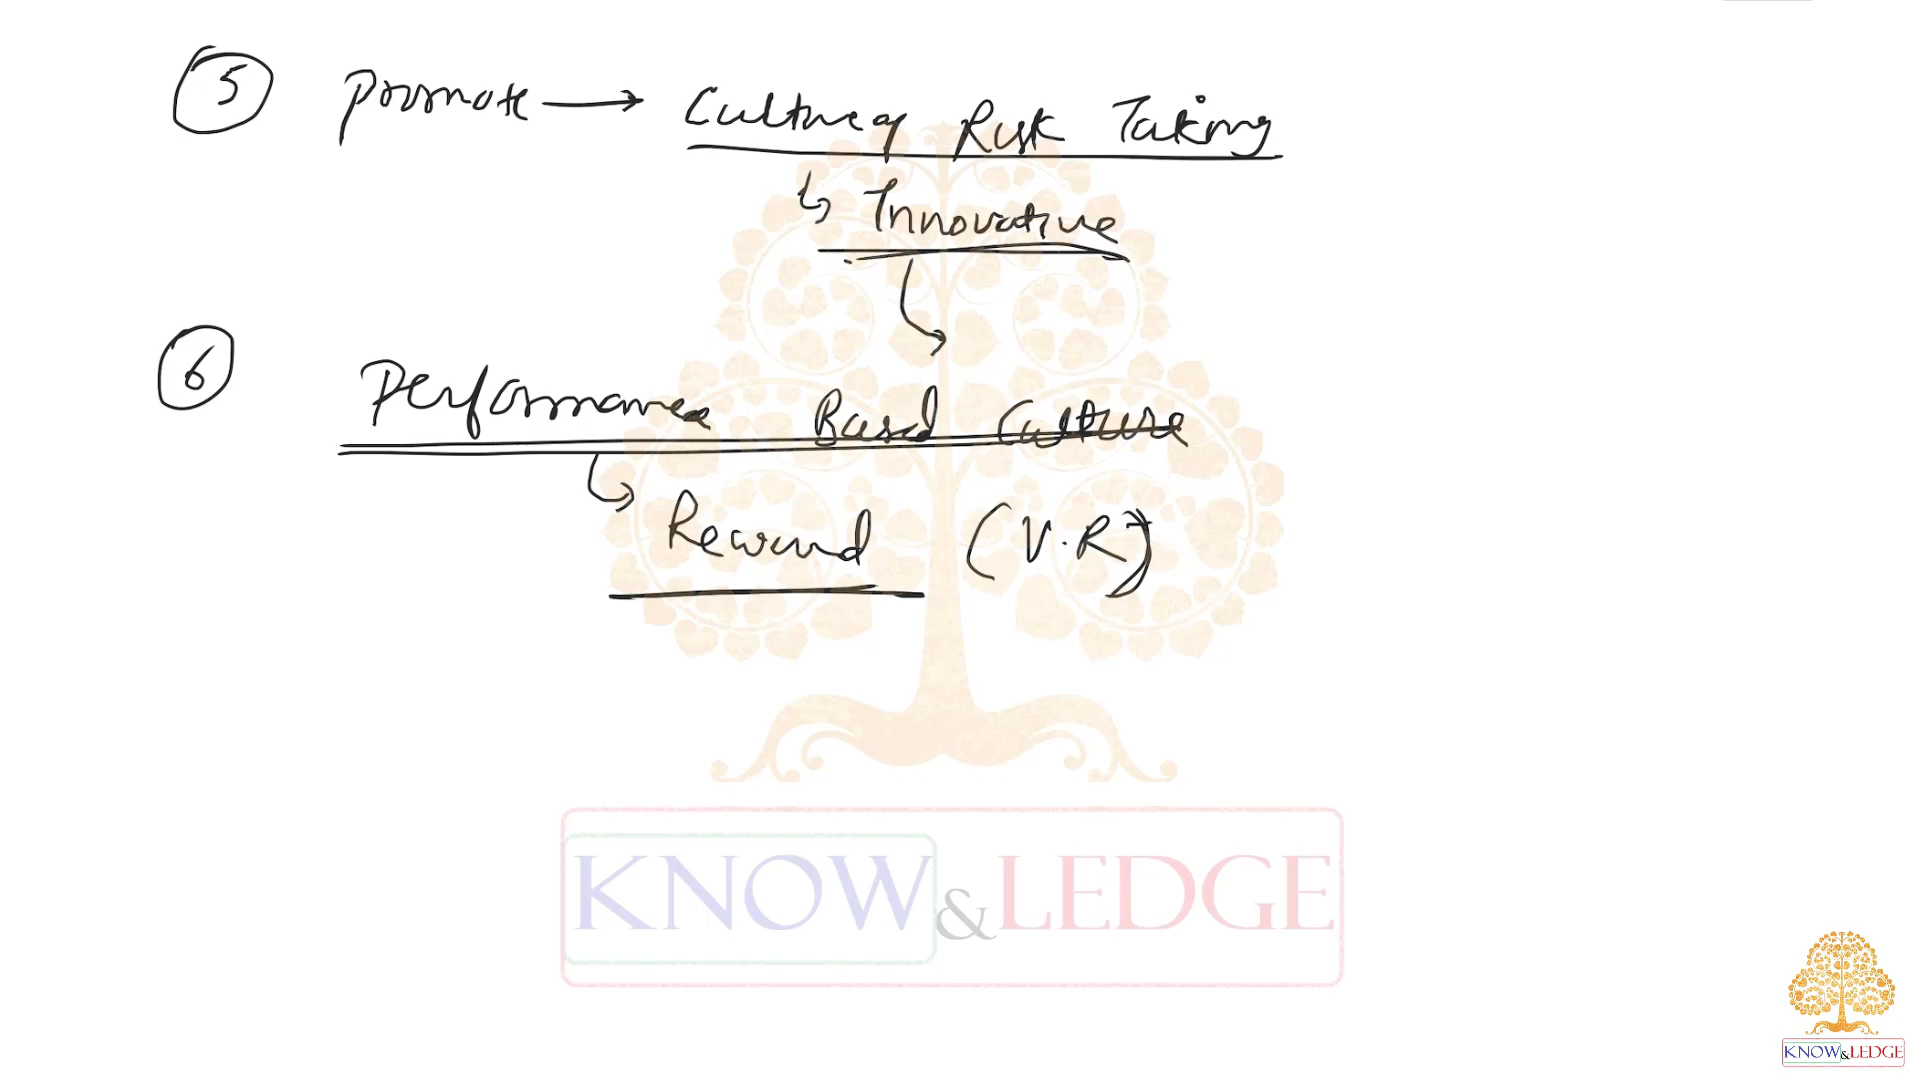 5 Promote → Culture of Risk Taking
↳ Innovative
6 Performance Based Culture
↳ Reward (V.R)
KNOW&LEDGE
KNOW&LEDGE